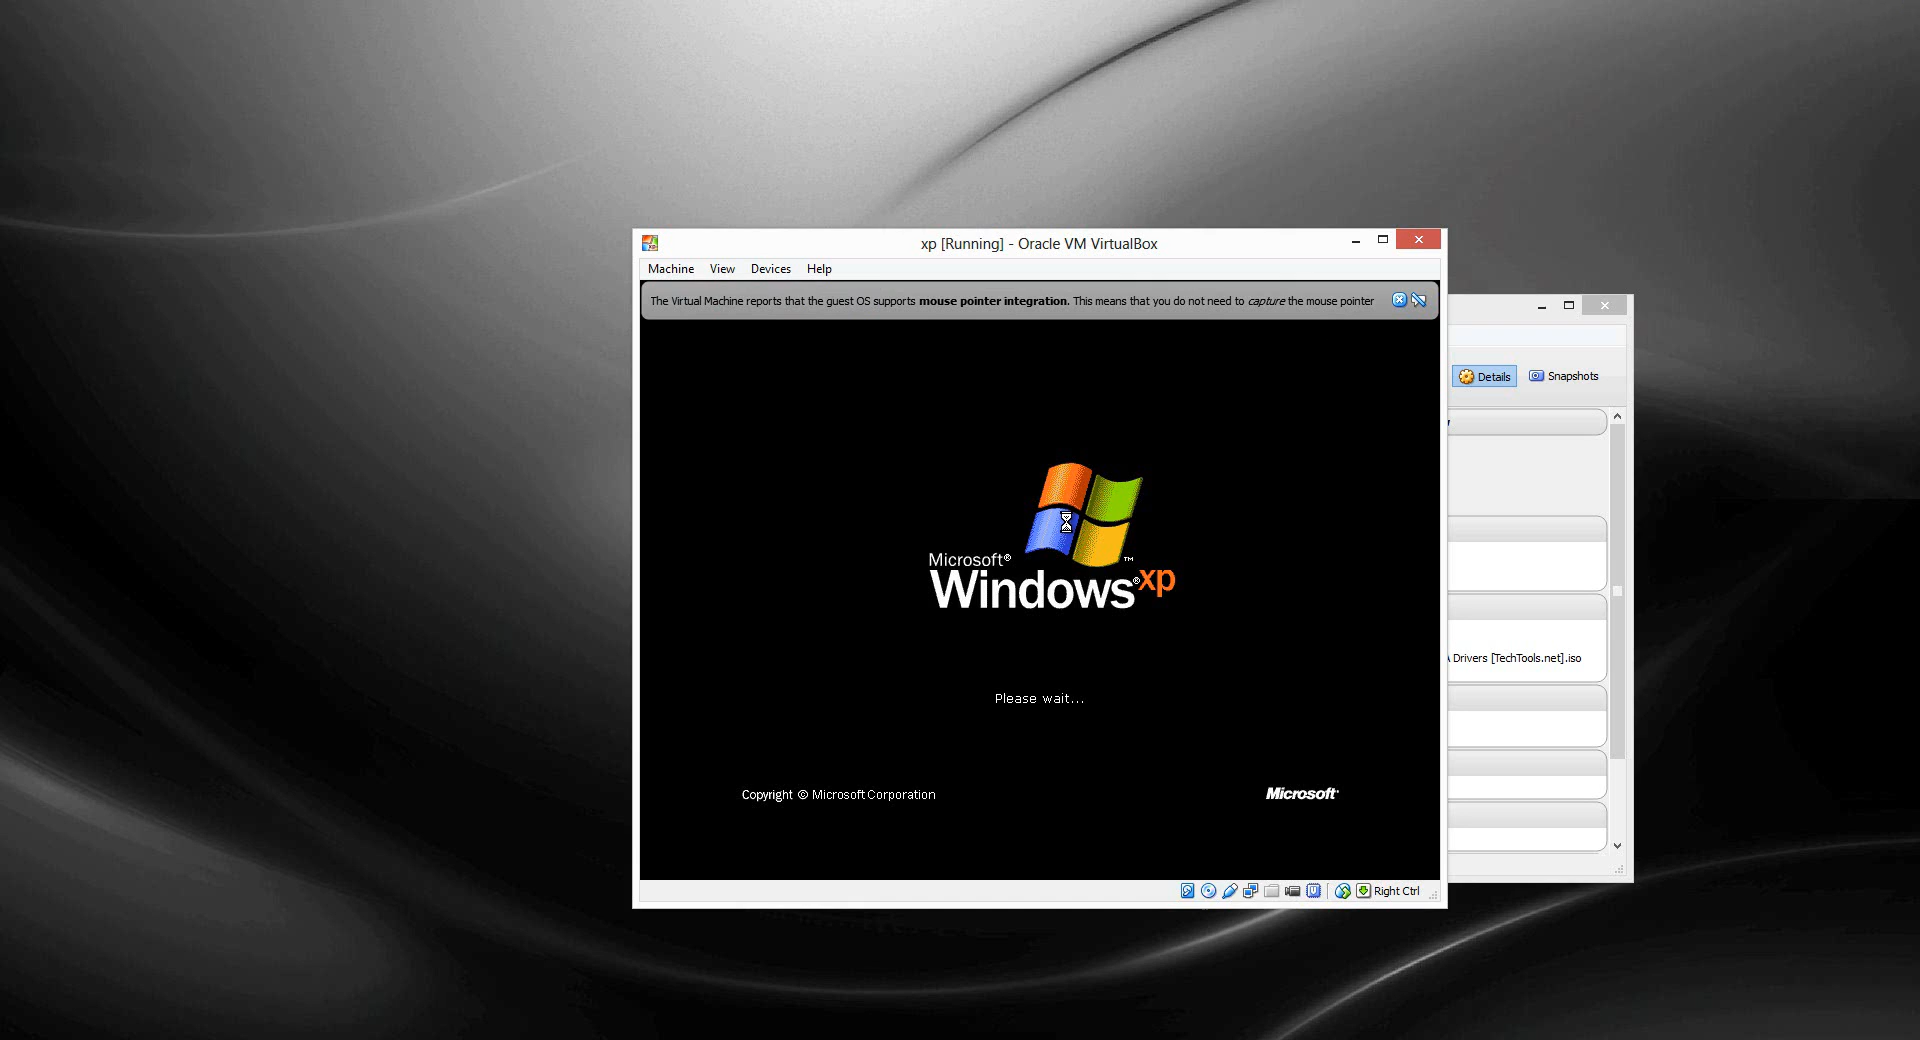 xp [Running] - Oracle VM VirtualBox
Machine View Devices Help
The Virtual Machine reports that the guest OS supports mouse pointer integration. This means that you do not need to capture the mouse pointer
Details Snapshots
Microsoft®
Windows® xp ™
Drivers [TechTools.net].iso
Please wait...
Copyright © Microsoft Corporation
Microsoft
Right Ctrl